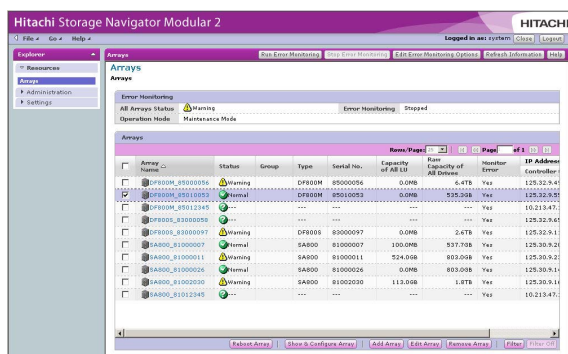 Hitachi Storage Navigator Modular 2
HITACHI
File Go Help
Logged in as: system Close Logout
Explorer
Arrays
Run Error Monitoring Stop Error Monitoring Edit Error Monitoring Options Refresh Information Help
Resources
Arrays
Administration
Settings
Arrays
Arrays
Error Monitoring
All Arrays Status Warning Error Monitoring Stopped
Operation Mode Maintenance Mode
Arrays
Rows/Page: 25 Page of 1
Array Name Status Group Type Serial No. Capacity of All LU Raw Capacity of All Drives Monitor Error IP Address Controller
DF800M_85000056 Warning DF800M 85000056 0.0MB 6.4TB Yes 125.32.9.4
DF800M_85010053 Normal DF800M 85010053 0.0MB 535.3GB Yes 125.32.9.5
DF800M_85012345 --- --- --- --- --- Yes 10.213.47.
DF800S_83000058 --- --- --- --- --- Yes 125.32.9.6
DF800S_83000097 Warning DF800S 83000097 0.0MB 2.6TB Yes 125.32.9.1
SA800_81000007 Normal SA800 81000007 100.0MB 537.7GB Yes 125.30.9.2
SA800_81000011 Warning SA800 81000011 524.0GB 803.0GB Yes 125.30.9.2
SA800_81000026 Normal SA800 81000026 0.0MB 803.0GB Yes 125.30.9.1
SA800_81002030 Warning SA800 81002030 113.0GB 1.8TB Yes 125.30.9.1
SA800_81012345 --- --- --- --- --- Yes 10.213.47.
Reboot Array Show & Configure Array Add Array Edit Array Remove Array Filter Filter Off